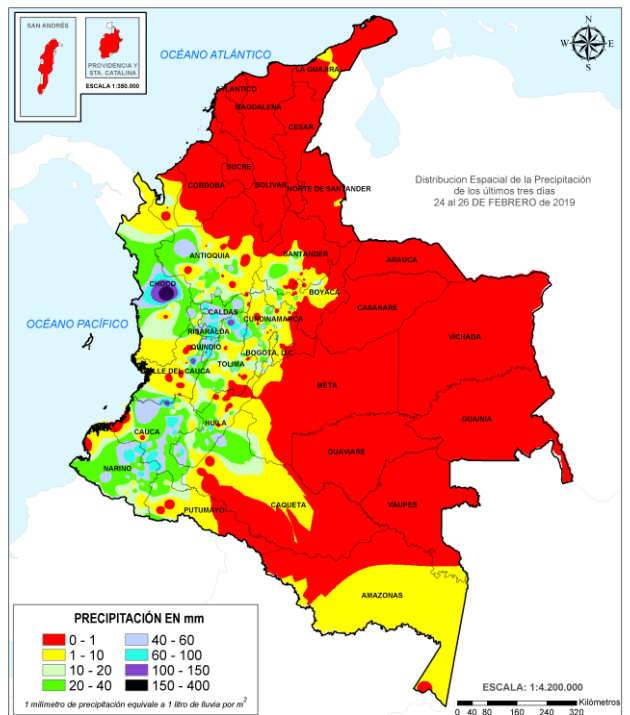 SAN ANDRÉS
PROVIDENCIA Y
STA. CATALINA
ESCALA 1:350.000
OCÉANO ATLÁNTICO
N
W
E
S
LA GUAJIRA
ATLANTICO
MAGDALENA
CESAR
SUCRE
CORDOBA
BOLIVAR
NORTE DE SANTANDER
Distribucion Espacial de la Precipitación
de los últimos tres días
24 al 26 DE FEBRERO de 2019
ANTIOQUIA
SANTANDER
ARAUCA
CHOCO
BOYACA
CASANARE
OCÉANO PACÍFICO
CALDAS
CUNDINAMARCA
RISARALDA
VICHADA
QUINDIO
BOGOTA, D.C.
TOLIMA
VALLE DEL CAUCA
META
GUAINIA
CAUCA
HUILA
GUAVIARE
NARIÑO
PUTUMAYO
CAQUETA
VAUPES
AMAZONAS
PRECIPITACIÓN EN mm
0 - 1
40 - 60
1 - 10
60 - 100
10 - 20
100 - 150
20 - 40
150 - 400
1 milimetro de precipitación equivale a 1 litro de lluvia por m²
ESCALA: 1:4.200.000
Kilómetros
0 40 80 160 240 320